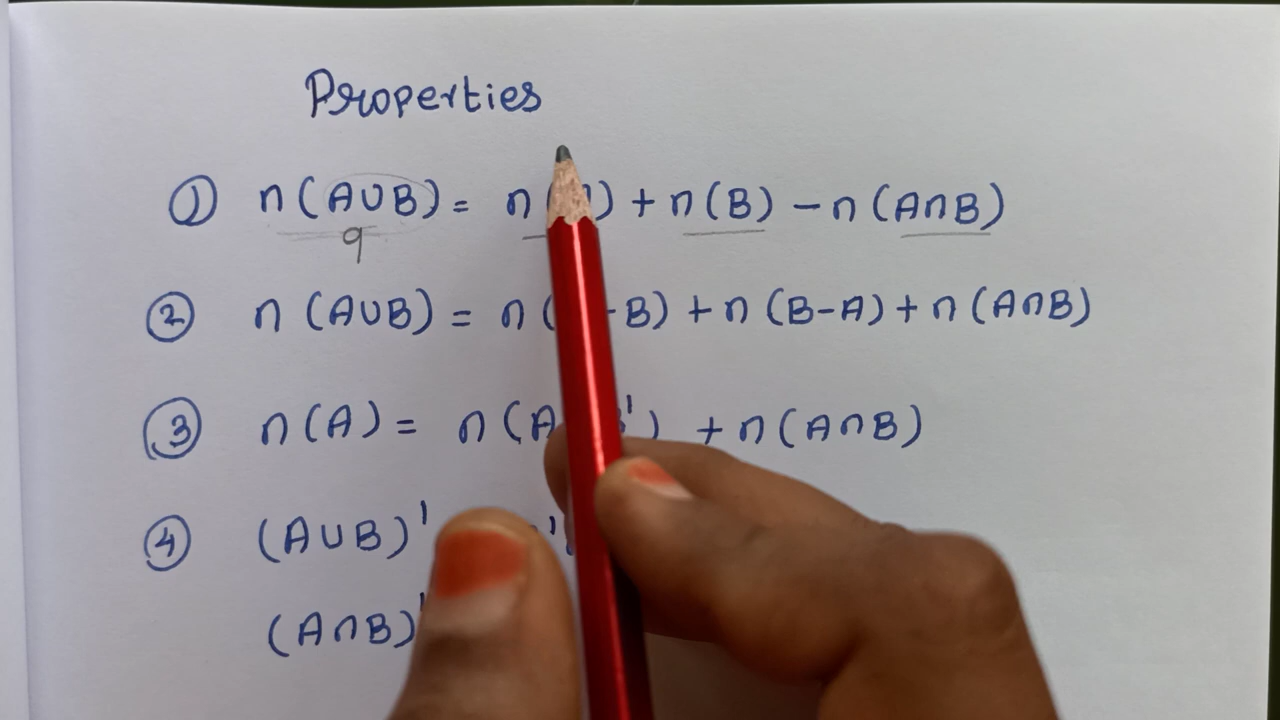 Properties
① n(A∪B) = n( ) + n(B) - n(A∩B)
9
② n(A∪B) = n( -B) + n(B-A) + n(A∩B)
③ n(A) = n(A ') + n(A∩B)
④ (A∪B)' '
(A∩B)'